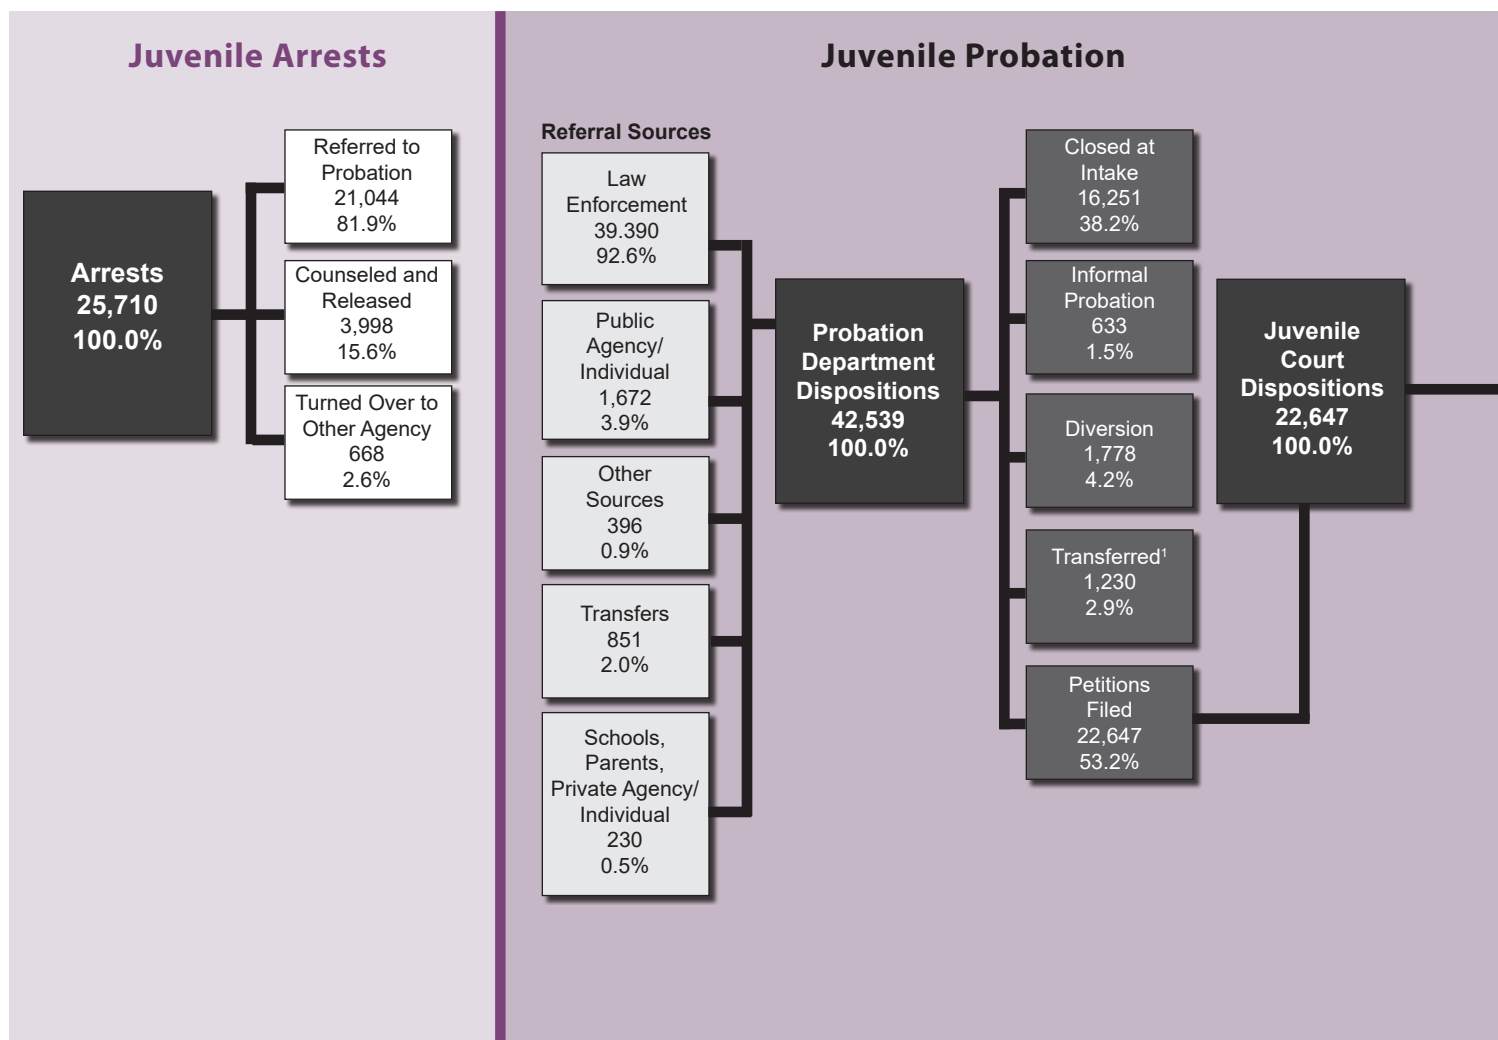 Juvenile Arrests
Arrests
25,710
100.0%
Referred to
Probation
21,044
81.9%
Counseled and
Released
3,998
15.6%
Turned Over to
Other Agency
668
2.6%
Juvenile Probation
Referral Sources
Law
Enforcement
39.390
92.6%
Public
Agency/
Individual
1,672
3.9%
Other
Sources
396
0.9%
Transfers
851
2.0%
Schools,
Parents,
Private Agency/
Individual
230
0.5%
Probation
Department
Dispositions
42,539
100.0%
Closed at
Intake
16,251
38.2%
Informal
Probation
633
1.5%
Diversion
1,778
4.2%
Transferred¹
1,230
2.9%
Petitions
Filed
22,647
53.2%
Juvenile
Court
Dispositions
22,647
100.0%